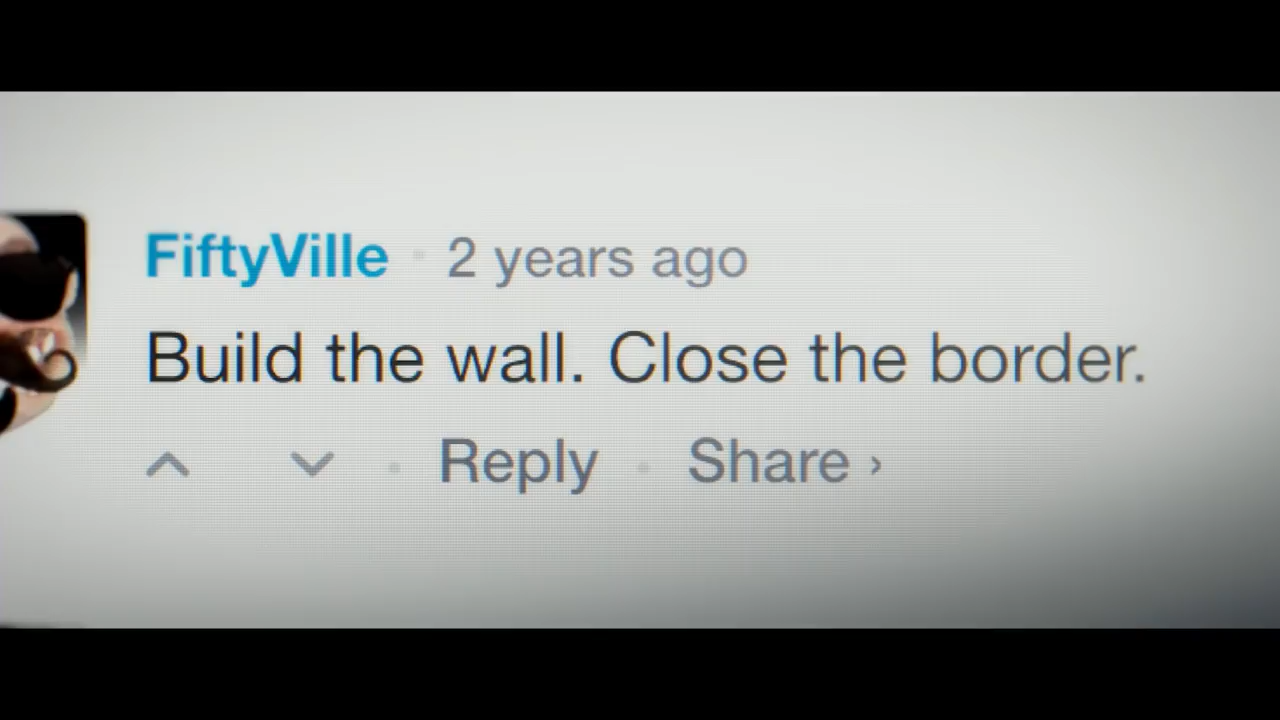 FiftyVille · 2 years ago
Build the wall. Close the border.
Reply · Share ›